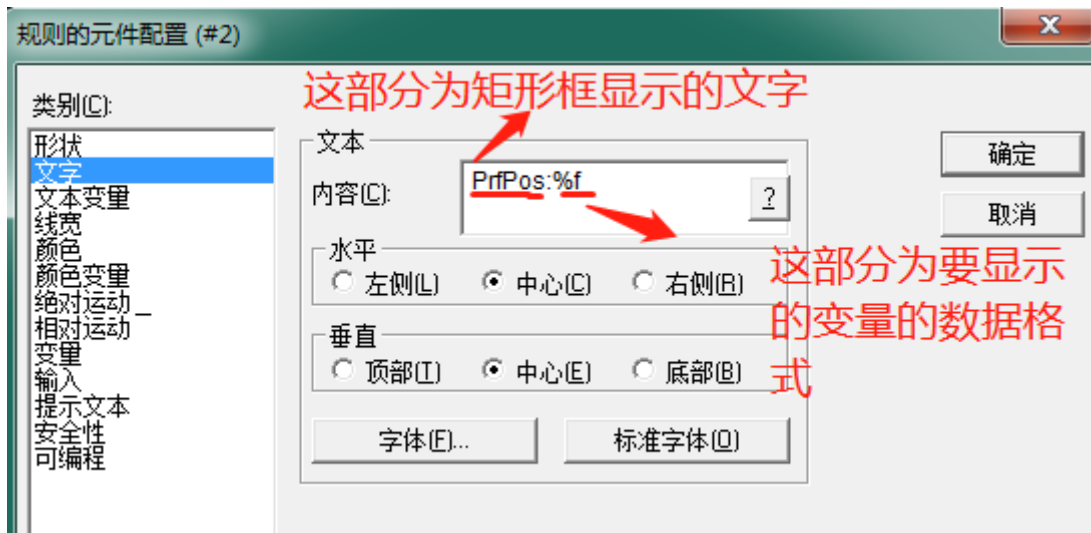 规则的元件配置 (#2)
这部分为矩形框显示的文字
类别(C):
形状
文字
文本变量
线宽
颜色
颜色变量
绝对运动_
相对运动
变量
输入
提示文本
安全性
可编程
文本
内容(C):
PrfPos:%f
?
确定
取消
水平
左侧(L) 中心(C) 右侧(R)
这部分为要显示
的变量的数据格
式
垂直
顶部(T) 中心(E) 底部(B)
字体(F)... 标准字体(O)